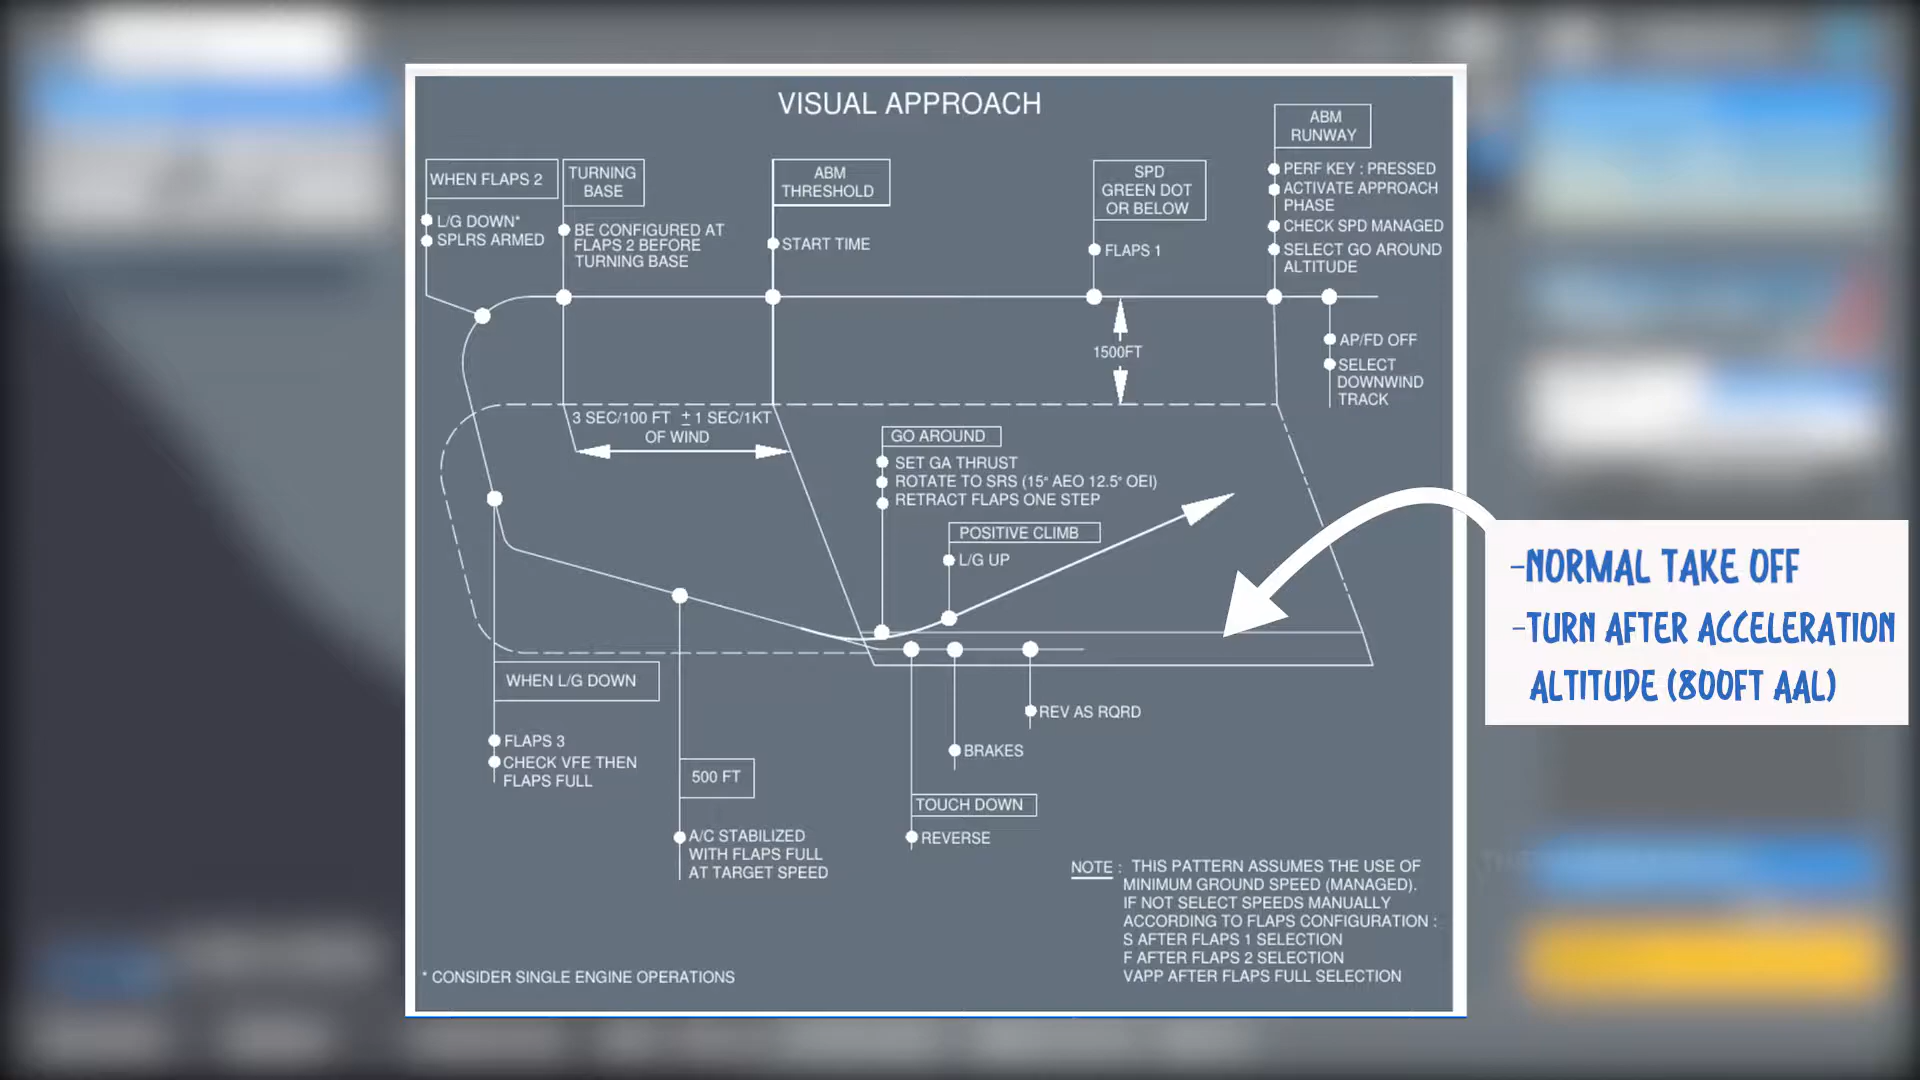 VISUAL APPROACH
WHEN FLAPS 2
L/G DOWN*
SPLRS ARMED
TURNING
BASE
BE CONFIGURED AT
FLAPS 2 BEFORE
TURNING BASE
ABM
THRESHOLD
START TIME
SPD
GREEN DOT
OR BELOW
FLAPS 1
ABM
RUNWAY
PERF KEY : PRESSED
ACTIVATE APPROACH
PHASE
CHECK SPD MANAGED
SELECT GO AROUND
ALTITUDE
AP/FD OFF
SELECT
DOWNWIND
TRACK
1500FT
3 SEC/100 FT ± 1 SEC/1KT
OF WIND
GO AROUND
SET GA THRUST
ROTATE TO SRS (15° AEO 12.5° OEI)
RETRACT FLAPS ONE STEP
POSITIVE CLIMB
L/G UP
-NORMAL TAKE OFF
-TURN AFTER ACCELERATION
ALTITUDE (800FT AAL)
WHEN L/G DOWN
FLAPS 3
CHECK VFE THEN
FLAPS FULL
500 FT
A/C STABILIZED
WITH FLAPS FULL
AT TARGET SPEED
REV AS RQRD
BRAKES
TOUCH DOWN
REVERSE
NOTE : THIS PATTERN ASSUMES THE USE OF
MINIMUM GROUND SPEED (MANAGED).
IF NOT SELECT SPEEDS MANUALLY
ACCORDING TO FLAPS CONFIGURATION :
S AFTER FLAPS 1 SELECTION
F AFTER FLAPS 2 SELECTION
VAPP AFTER FLAPS FULL SELECTION
* CONSIDER SINGLE ENGINE OPERATIONS